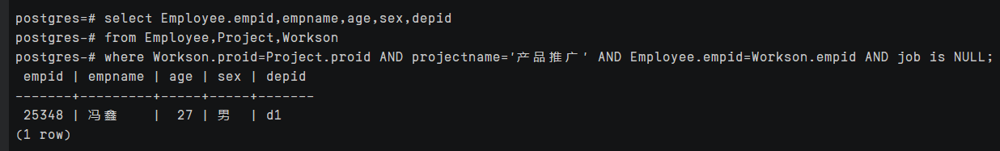 postgres=# select Employee.empid,empname,age,sex,depid
postgres-# from Employee,Project,Workson
postgres-# where Workson.proid=Project.proid AND projectname='产品推广' AND Employee.empid=Workson.empid AND job is NULL;
 empid | empname | age | sex | depid
-------+---------+-----+-----+-------
 25348 | 冯鑫    |  27 | 男  | d1
(1 row)